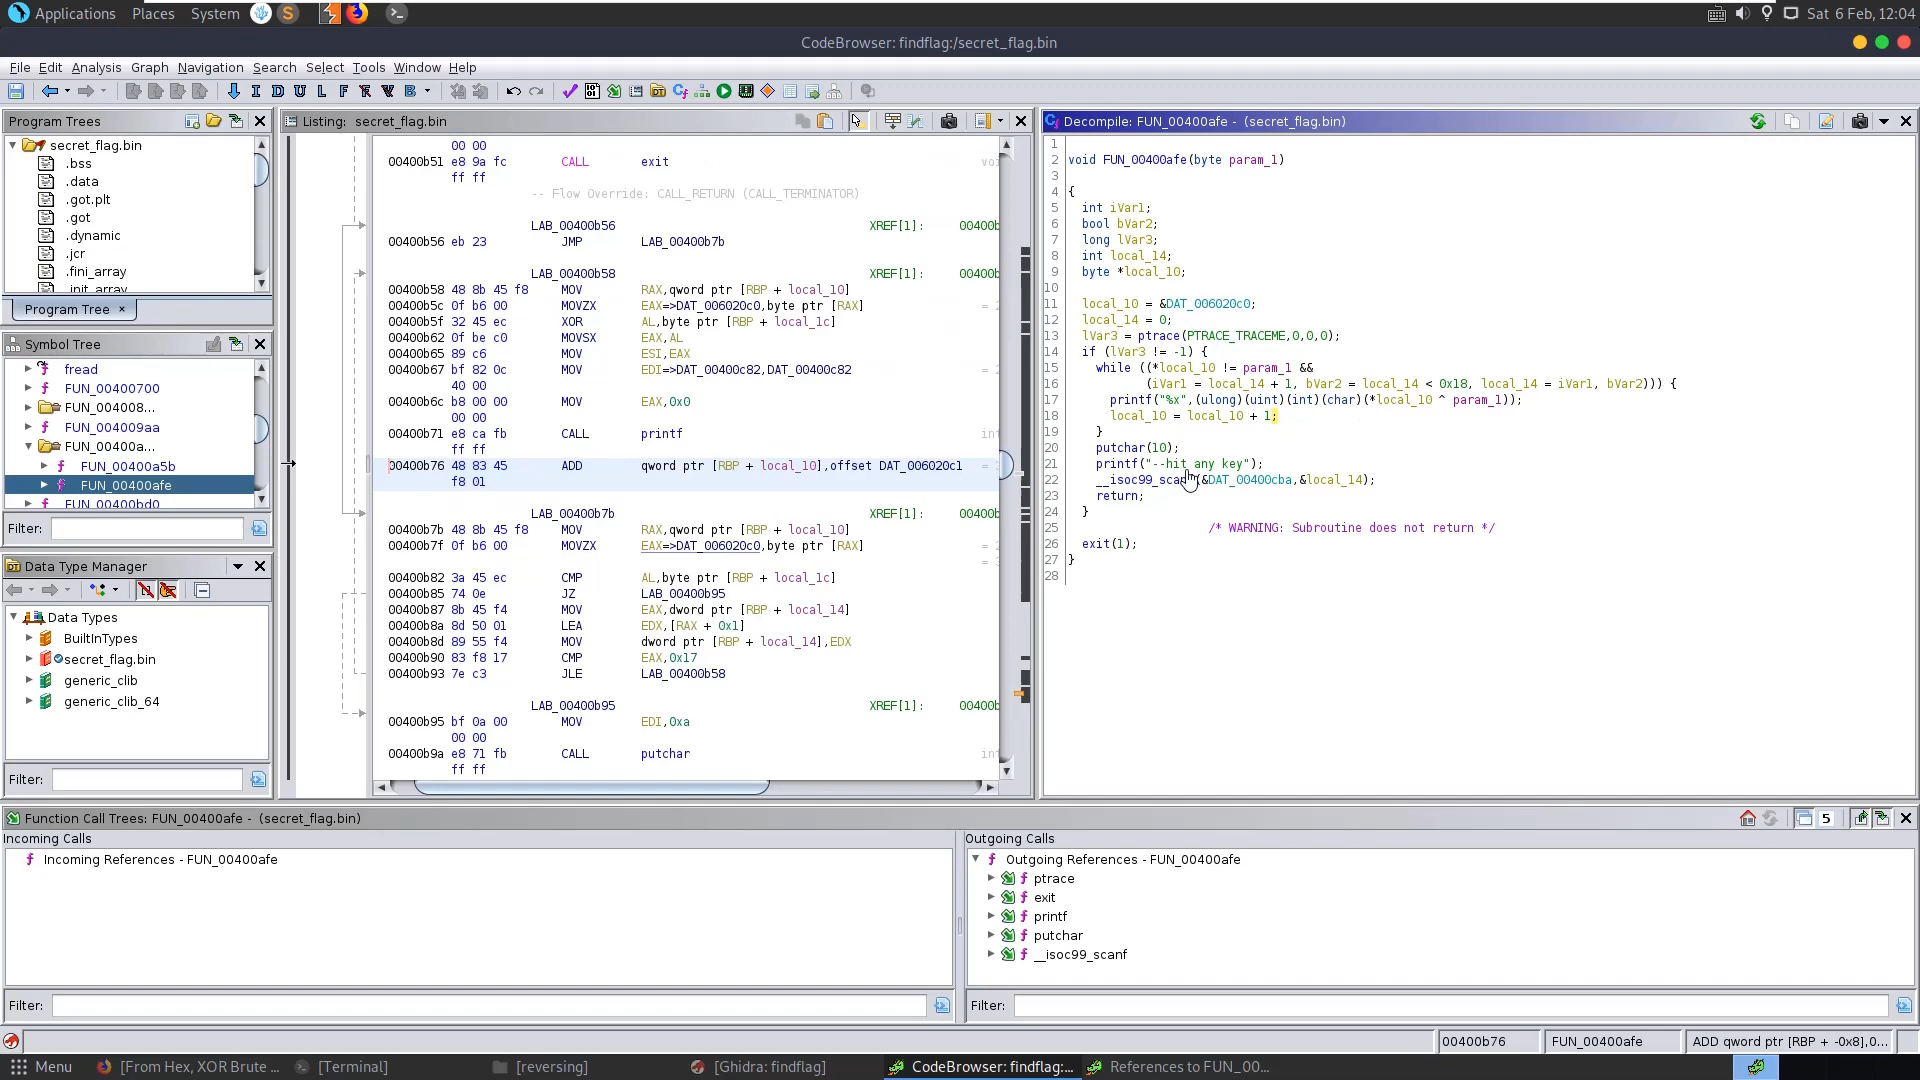 Applications Places System Sat 6 Feb, 12:04
CodeBrowser: findflag:/secret_flag.bin
File Edit Analysis Graph Navigation Search Select Tools Window Help
I D U L F B
Program Trees
secret_flag.bin
.bss
.data
.got.plt
.got
.dynamic
.jcr
.fini_array
init_array
Program Tree ×
Symbol Tree
fread
FUN_00400700
FUN_004008...
FUN_004009aa
FUN_00400a...
FUN_00400a5b
FUN_00400afe
FUN_00400bd0
Filter:
Data Type Manager
Data Types
BuiltInTypes
secret_flag.bin
generic_clib
generic_clib_64
Filter:
Listing: secret_flag.bin
00 00
00400b51 e8 9a fc CALL exit voi
ff ff
-- Flow Override: CALL_RETURN (CALL_TERMINATOR)
LAB_00400b56 XREF[1]: 00400b
00400b56 eb 23 JMP LAB_00400b7b
LAB_00400b58 XREF[1]: 00400b
00400b58 48 8b 45 f8 MOV RAX,qword ptr [RBP + local_10]
00400b5c 0f b6 00 MOVZX EAX=>DAT_006020c0,byte ptr [RAX] =
00400b5f 32 45 ec XOR AL,byte ptr [RBP + local_1c]
00400b62 0f be c0 MOVSX EAX,AL
00400b65 89 c6 MOV ESI,EAX
00400b67 bf 82 0c MOV EDI=>DAT_00400c82,DAT_00400c82 =
40 00
00400b6c b8 00 00 MOV EAX,0x0
00 00
00400b71 e8 ca fb CALL printf int
ff ff
00400b76 48 83 45 ADD qword ptr [RBP + local_10],offset DAT_006020c1 =
f8 01
LAB_00400b7b XREF[1]: 00400b
00400b7b 48 8b 45 f8 MOV RAX,qword ptr [RBP + local_10]
00400b7f 0f b6 00 MOVZX EAX=>DAT_006020c0,byte ptr [RAX] =
=
00400b82 3a 45 ec CMP AL,byte ptr [RBP + local_1c]
00400b85 74 0e JZ LAB_00400b95
00400b87 8b 45 f4 MOV EAX,dword ptr [RBP + local_14]
00400b8a 8d 50 01 LEA EDX,[RAX + 0x1]
00400b8d 89 55 f4 MOV dword ptr [RBP + local_14],EDX
00400b90 83 f8 17 CMP EAX,0x17
00400b93 7e c3 JLE LAB_00400b58
LAB_00400b95 XREF[1]: 00400b
00400b95 bf 0a 00 MOV EDI,0xa
00 00
00400b9a e8 71 fb CALL putchar int
ff ff
Decompile: FUN_00400afe - (secret_flag.bin)
1
2 void FUN_00400afe(byte param_1)
3
4 {
5 int iVar1;
6 bool bVar2;
7 long lVar3;
8 int local_14;
9 byte *local_10;
10
11 local_10 = &DAT_006020c0;
12 local_14 = 0;
13 lVar3 = ptrace(PTRACE_TRACEME,0,0,0);
14 if (lVar3 != -1) {
15 while ((*local_10 != param_1 &&
16 (iVar1 = local_14 + 1, bVar2 = local_14 < 0x18, local_14 = iVar1, bVar2))) {
17 printf("%x",(ulong)(uint)(int)(char)(*local_10 ^ param_1));
18 local_10 = local_10 + 1;
19 }
20 putchar(10);
21 printf("--hit any key");
22 __isoc99_scanf(&DAT_00400cba,&local_14);
23 return;
24 }
25 /* WARNING: Subroutine does not return */
26 exit(1);
27 }
28
Function Call Trees: FUN_00400afe - (secret_flag.bin) 5
Incoming Calls
Incoming References - FUN_00400afe
Filter:
Outgoing Calls
Outgoing References - FUN_00400afe
ptrace
exit
printf
putchar
__isoc99_scanf
Filter:
00400b76 FUN_00400afe ADD qword ptr [RBP + -0x8],0...
Menu [From Hex, XOR Brute ... [Terminal] [reversing] [Ghidra: findflag] CodeBrowser: findflag:... References to FUN_00...